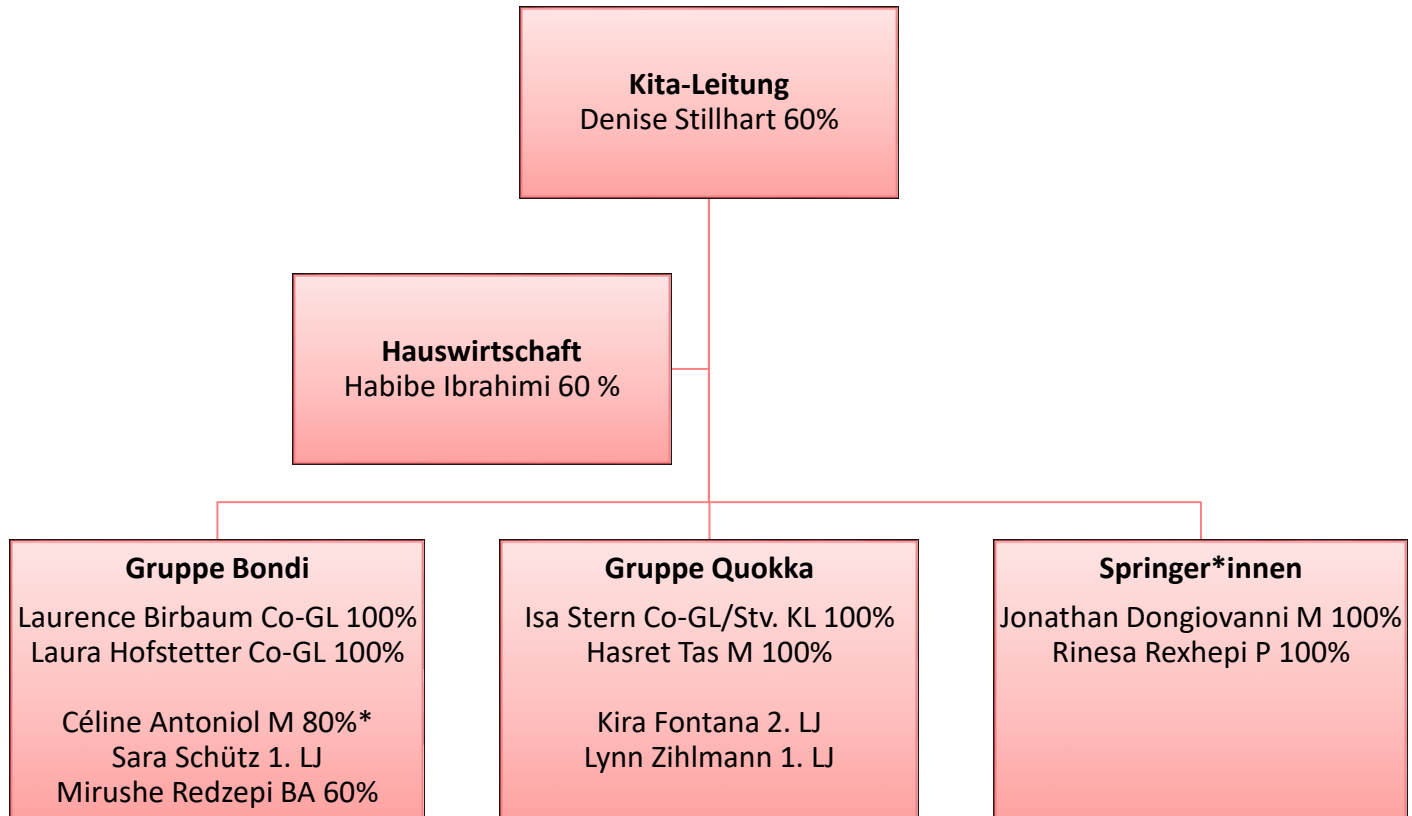 Kita-Leitung
Denise Stillhart 60%
Hauswirtschaft
Habibe Ibrahimi 60 %
Gruppe Bondi
Laurence Birbaum Co-GL 100%
Laura Hofstetter Co-GL 100%
Céline Antoniol M 80%*
Sara Schütz 1. LJ
Mirushe Redzepi BA 60%
Gruppe Quokka
Isa Stern Co-GL/Stv. KL 100%
Hasret Tas M 100%
Kira Fontana 2. LJ
Lynn Zihlmann 1. LJ
Springer*innen
Jonathan Dongiovanni M 100%
Rinesa Rexhepi P 100%